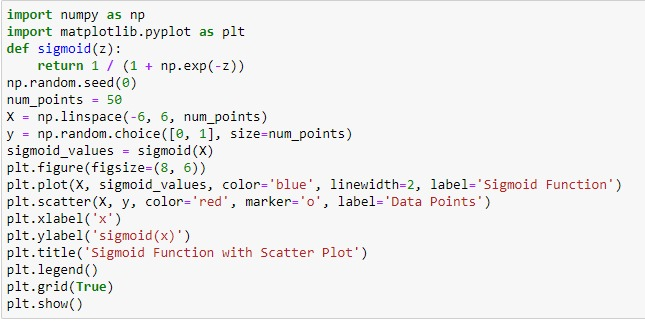 import numpy as np
import matplotlib.pyplot as plt
def sigmoid(z):
    return 1 / (1 + np.exp(-z))
np.random.seed(0)
num_points = 50
X = np.linspace(-6, 6, num_points)
y = np.random.choice([0, 1], size=num_points)
sigmoid_values = sigmoid(X)
plt.figure(figsize=(8, 6))
plt.plot(X, sigmoid_values, color='blue', linewidth=2, label='Sigmoid Function')
plt.scatter(X, y, color='red', marker='o', label='Data Points')
plt.xlabel('x')
plt.ylabel('sigmoid(x)')
plt.title('Sigmoid Function with Scatter Plot')
plt.legend()
plt.grid(True)
plt.show()